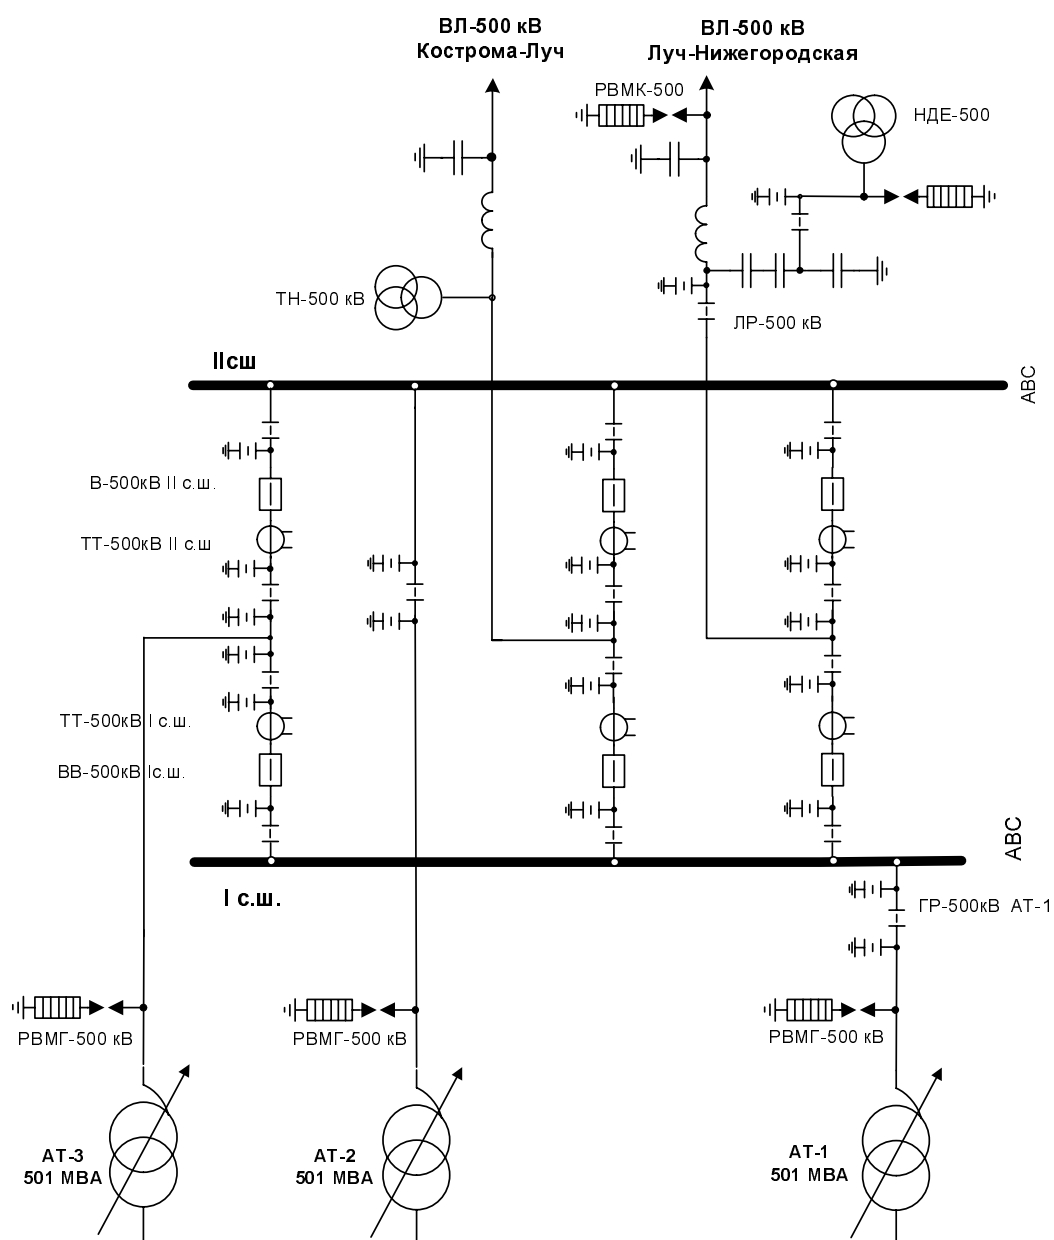 ВЛ-500 кВ
Кострома-Луч
ВЛ-500 кВ
Луч-Нижегородская
РВМК-500
НДЕ-500
ТН-500 кВ
ЛР-500 кВ
IIсш
АВС
В-500кВ II с.ш.
ТТ-500кВ II с.ш
ТТ-500кВ I с.ш.
ВВ-500кВ Iс.ш.
АВС
I с.ш.
ГР-500кВ АТ-1
РВМГ-500 кВ
РВМГ-500 кВ
РВМГ-500 кВ
АТ-3
501 МВА
АТ-2
501 МВА
АТ-1
501 МВА